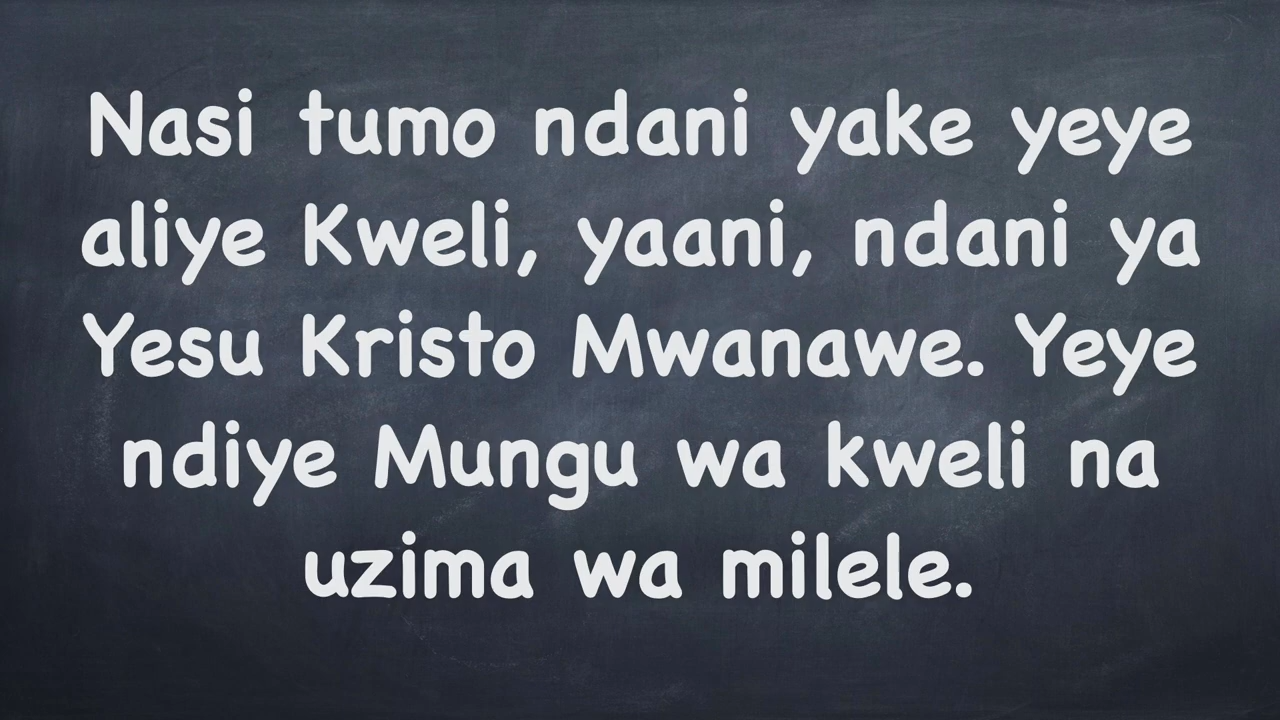 Nasi tumo ndani yake yeye
aliye Kweli, yaani, ndani ya
Yesu Kristo Mwanawe. Yeye
ndiye Mungu wa kweli na
uzima wa milele.